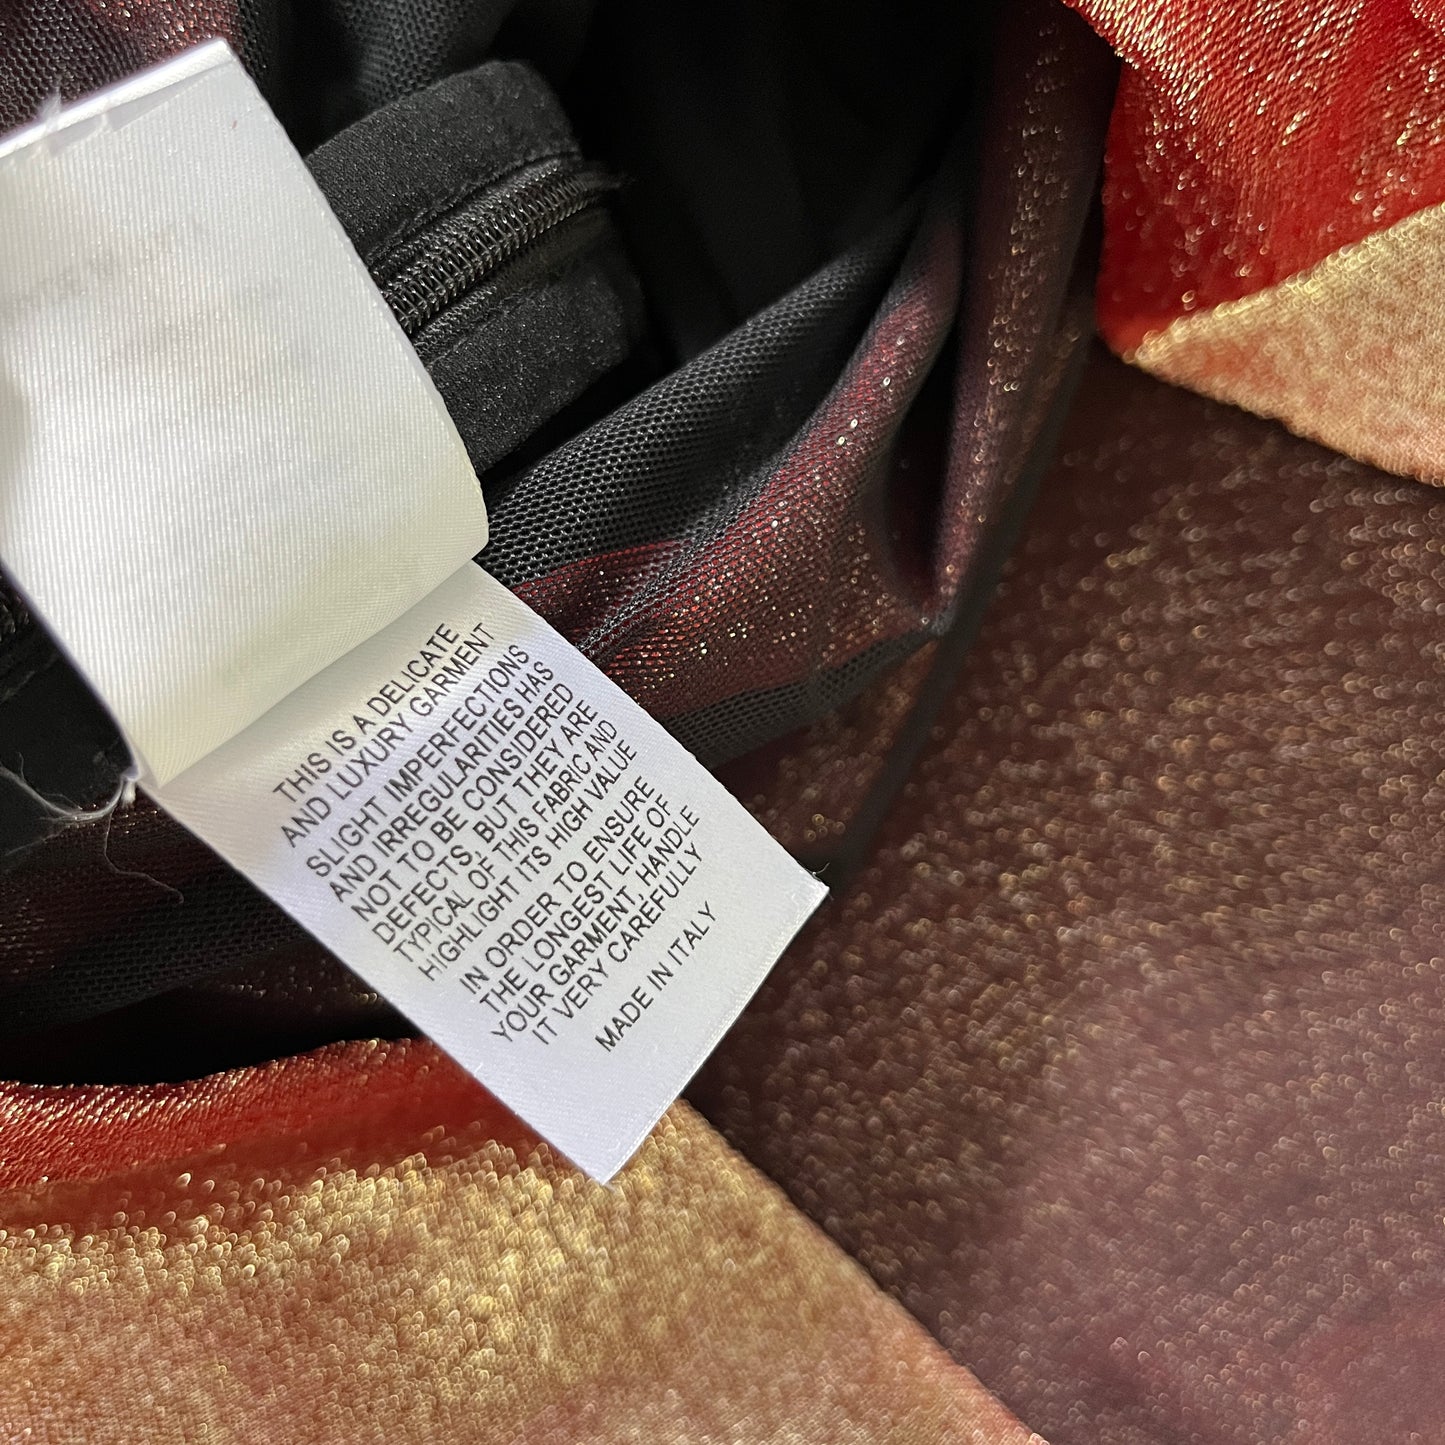 THIS IS A DELICATE
AND LUXURY GARMENT
SLIGHT IMPERFECTIONS
AND IRREGULARITIES HAS
NOT TO BE CONSIDERED
DEFECTS, BUT THEY ARE
TYPICAL OF THIS FABRIC AND
HIGHLIGHT ITS HIGH VALUE
IN ORDER TO ENSURE
THE LONGEST LIFE OF
YOUR GARMENT, HANDLE
IT VERY CAREFULLY
MADE IN ITALY